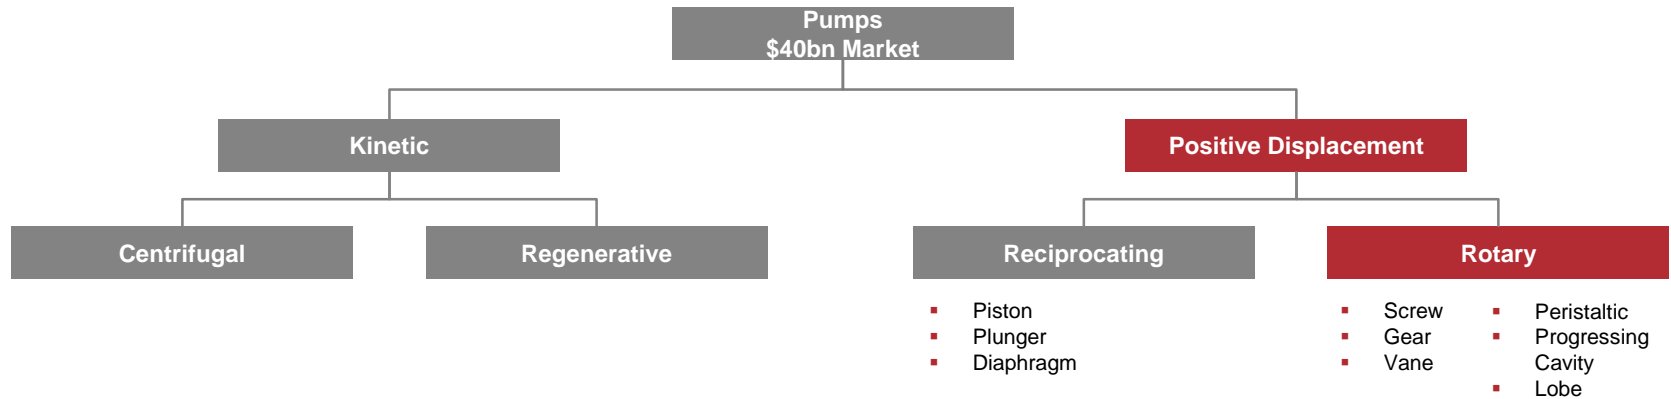 Pumps
$40bn Market
Kinetic
Positive Displacement
Centrifugal
Regenerative
Reciprocating
Rotary
Piston
Plunger
Diaphragm
Screw
Gear
Vane
Peristaltic
Progressing
Cavity
Lobe